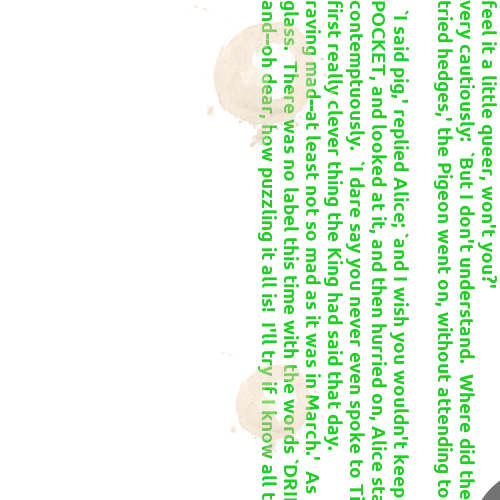 feel it a little queer, won't you?'
very cautiously: `But I don't understand. Where did the
tried hedges,' the Pigeon went on, without attending to
`I said pig,' replied Alice; `and I wish you wouldn't keep
POCKET, and looked at it, and then hurried on, Alice sta
contemptuously. `I dare say you never even spoke to Ti
first really clever thing the King had said that day.
raving mad--at least not so mad as it was in March.' As
glass. There was no label this time with the words `DRI
and--oh dear, how puzzling it all is! I'll try if I know all t